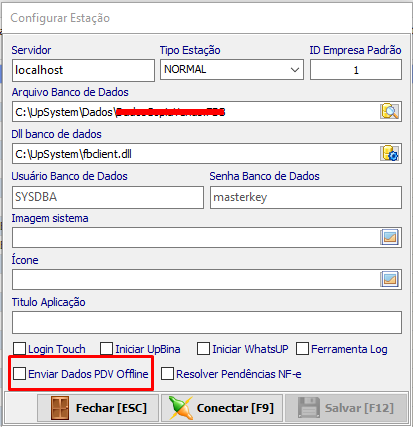 Configurar Estação
Servidor Tipo Estação ID Empresa Padrão
localhost NORMAL 1
Arquivo Banco de Dados
C:\UpSystem\Dados\
Dll banco de dados
C:\UpSystem\fbclient.dll
Usuário Banco de Dados Senha Banco de Dados
SYSDBA masterkey
Imagem sistema
Ícone
Titulo Aplicação
Login Touch Iniciar UpBina Iniciar WhatsUP Ferramenta Log
Enviar Dados PDV Offline Resolver Pendências NF-e
Fechar [ESC] Conectar [F9] Salvar [F12]